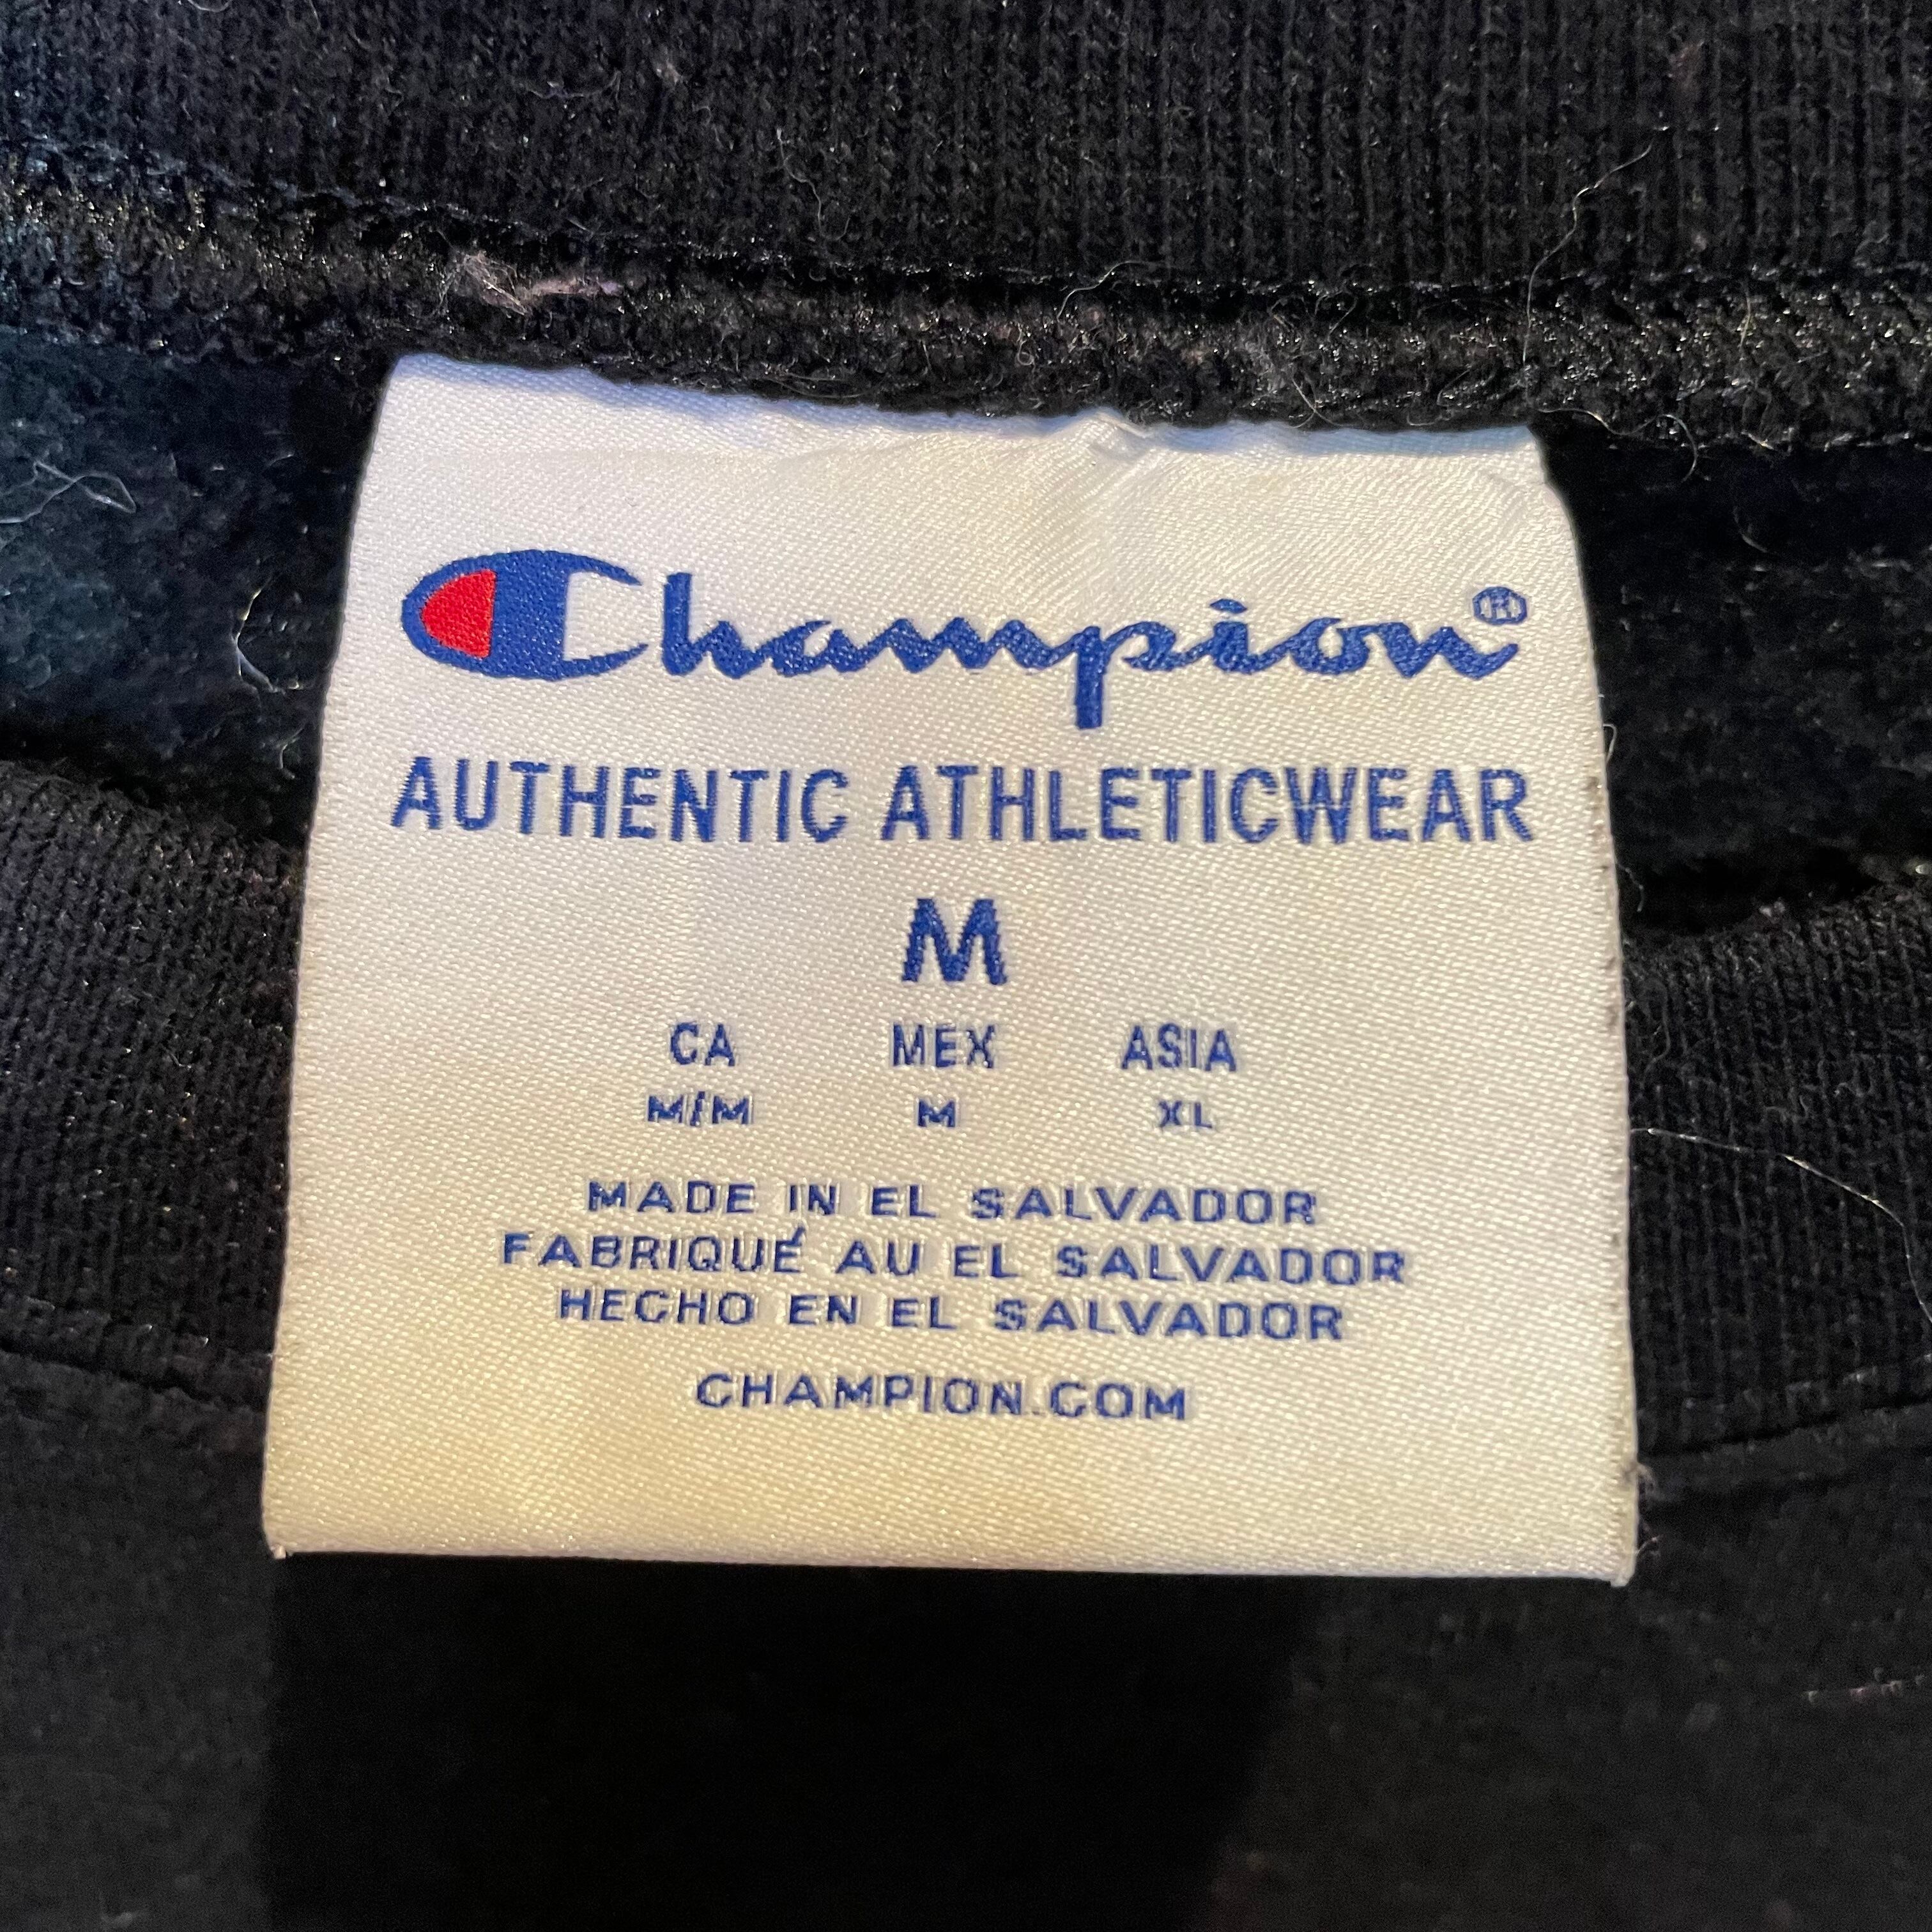 Champion®
AUTHENTIC ATHLETICWEAR
M
CA MEX ASIA
M/M M XL
MADE IN EL SALVADOR
FABRIQUÉ AU EL SALVADOR
HECHO EN EL SALVADOR
CHAMPION.COM